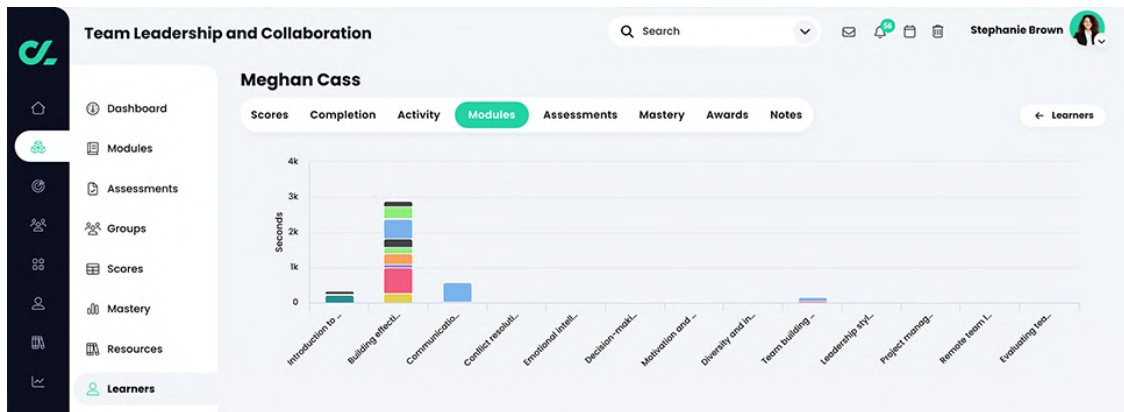 Team Leadership and Collaboration
Search
56
Stephanie Brown
Meghan Cass
Scores Completion Activity Modules Assessments Mastery Awards Notes
← Learners
Dashboard
Modules
Assessments
Groups
Scores
Mastery
Resources
Learners
4k
3k
2k
1k
0
Seconds
Introduction to ...
Building effecti...
Communicatio...
Conflict resoluti...
Emotional intell...
Decision-maki...
Motivation and ...
Diversity and in...
Team building ...
Leadership styl...
Project manag...
Remote team l...
Evaluating tea...